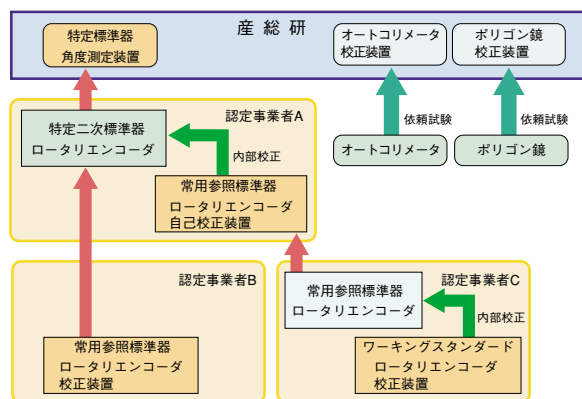 産総研
特定標準器
角度測定装置
オートコリメータ
校正装置
ポリゴン鏡
校正装置
依頼試験
依頼試験
オートコリメータ
ポリゴン鏡
認定事業者A
特定二次標準器
ロータリエンコーダ
内部校正
常用参照標準器
ロータリエンコーダ
自己校正装置
認定事業者B
常用参照標準器
ロータリエンコーダ
校正装置
認定事業者C
常用参照標準器
ロータリエンコーダ
内部校正
ワーキングスタンダード
ロータリエンコーダ
校正装置